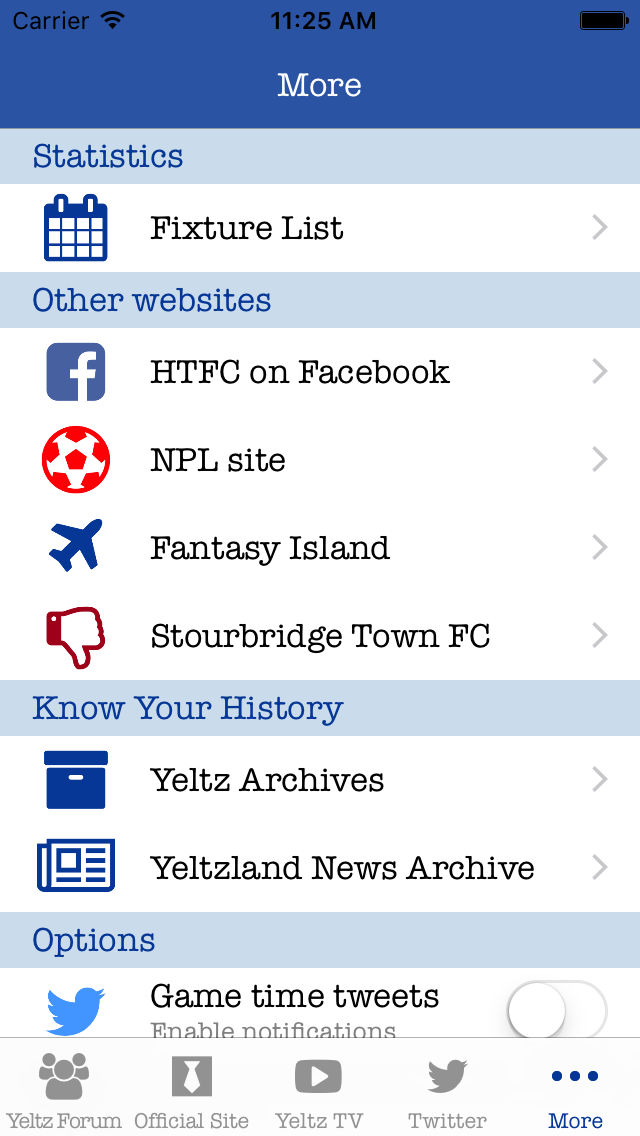 Carrier 11:25 AM
More
Statistics
Fixture List
Other websites
HTFC on Facebook
NPL site
Fantasy Island
Stourbridge Town FC
Know Your History
Yeltz Archives
Yeltzland News Archive
Options
Game time tweets
Enable notifications
Yeltz Forum Official Site Yeltz TV Twitter More